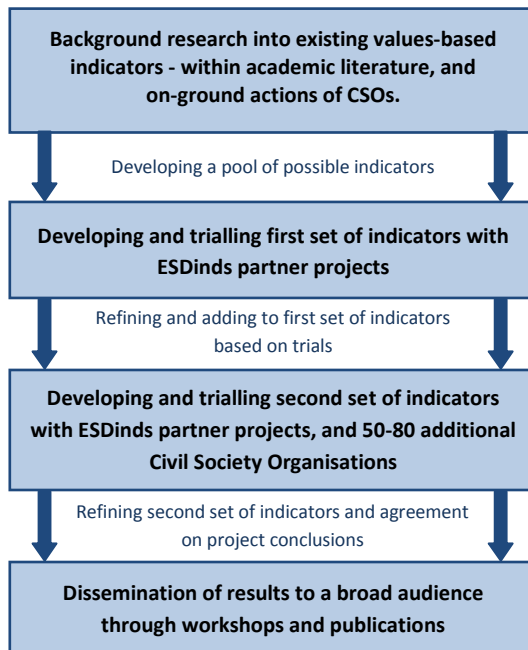 Background research into existing values-based
indicators - within academic literature, and
on-ground actions of CSOs.
Developing a pool of possible indicators
Developing and trialling first set of indicators with
ESDinds partner projects
Refining and adding to first set of indicators
based on trials
Developing and trialling second set of indicators
with ESDinds partner projects, and 50-80 additional
Civil Society Organisations
Refining second set of indicators and agreement
on project conclusions
Dissemination of results to a broad audience
through workshops and publications